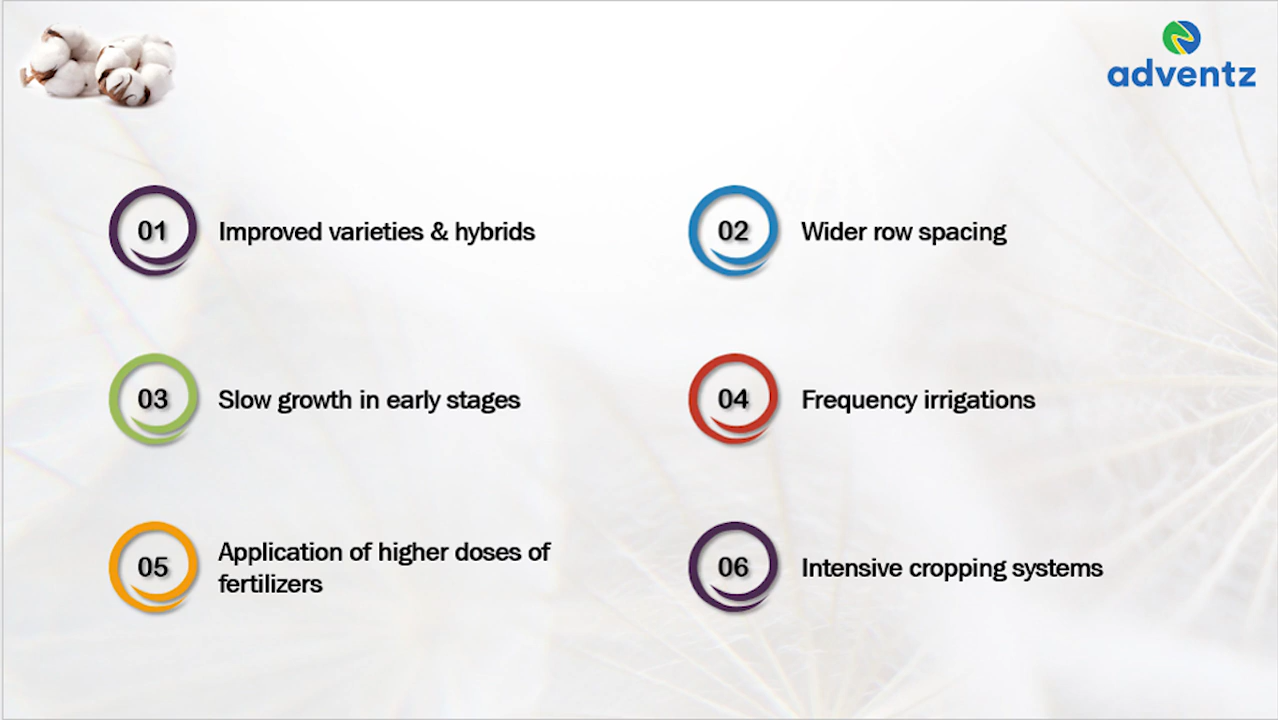 adventz
01 Improved varieties & hybrids
02 Wider row spacing
03 Slow growth in early stages
04 Frequency irrigations
05 Application of higher doses of
fertilizers
06 Intensive cropping systems